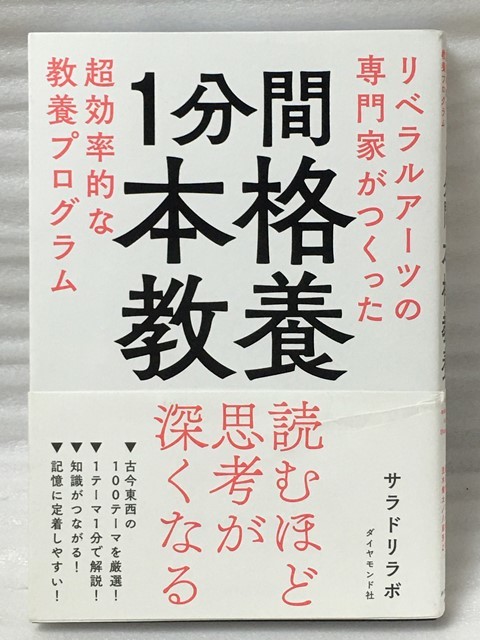 リベラルアーツの
専門家がつくった
1分間
本格
教養
超効率的な
教養プログラム
読むほど
思考が
深くなる
サラドリラボ
ダイヤモンド社
▼古今東西の
100テーマを厳選！
▼1テーマ1分で解説！
▼知識がつながる！
▼記憶に定着しやすい！